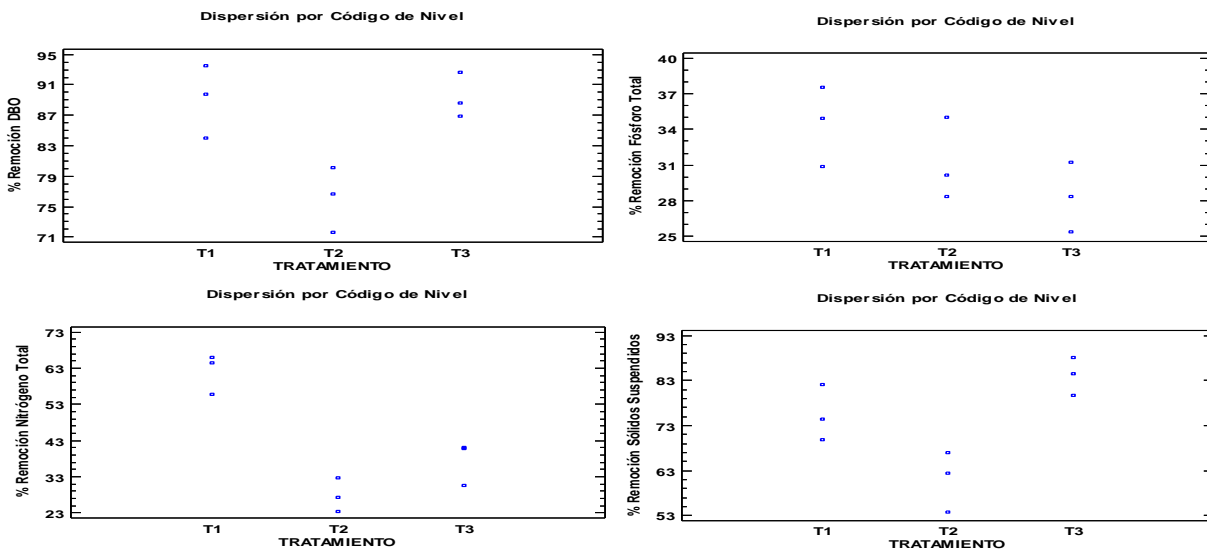 Dispersión por Código de Nivel
% Remoción DBO
95
91
87
83
79
75
71
T1 T2 T3
TRATAMIENTO
Dispersión por Código de Nivel
% Remoción Fósforo Total
40
37
34
31
28
25
T1 T2 T3
TRATAMIENTO
Dispersión por Código de Nivel
% Remoción Nitrógeno Total
73
63
53
43
33
23
T1 T2 T3
TRATAMIENTO
Dispersión por Código de Nivel
% Remoción Sólidos Suspendidos
93
83
73
63
53
T1 T2 T3
TRATAMIENTO